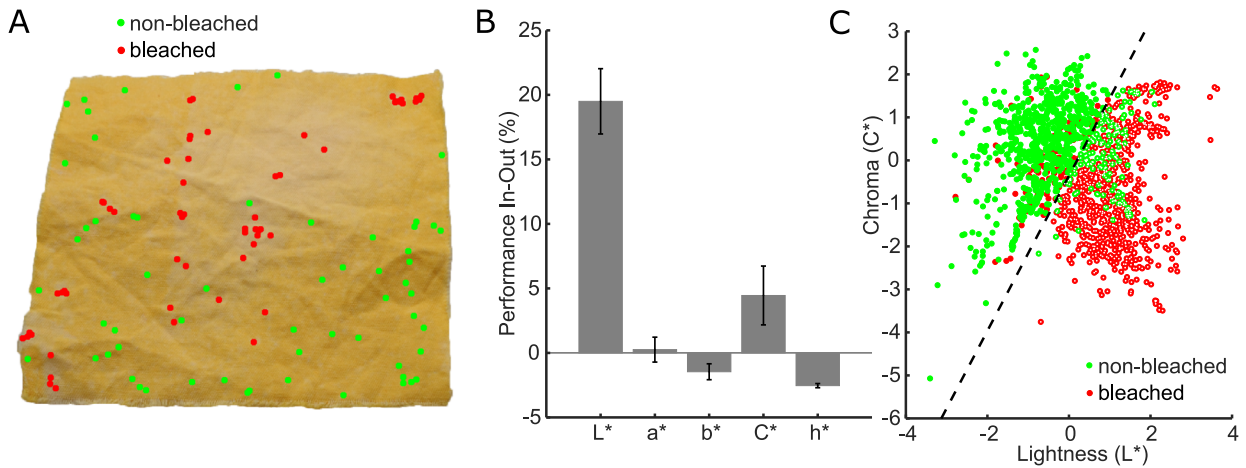 A
non-bleached
bleached
B
Performance In-Out (%)
25
20
15
10
5
0
-5
L*
a*
b*
C*
h*
C
Chroma (C*)
3
2
1
0
-1
-2
-3
-4
-5
-6
-4
-2
0
2
4
Lightness (L*)
non-bleached
bleached